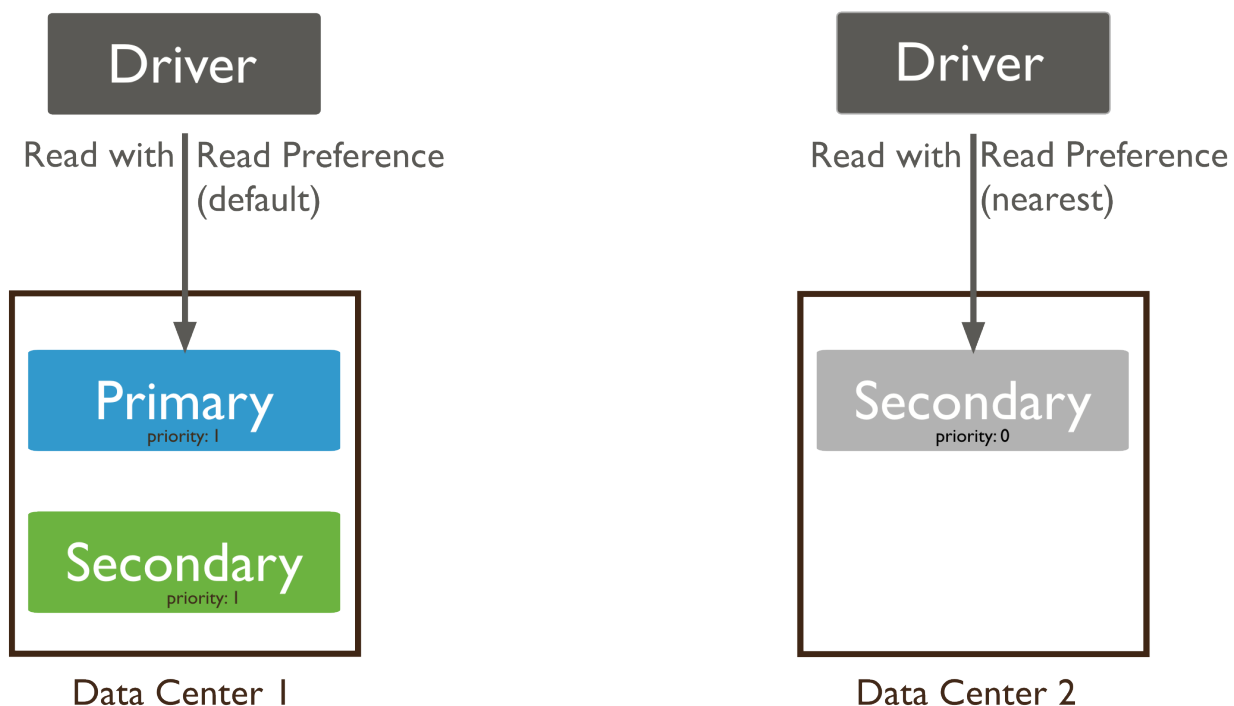 Driver
Read with Read Preference
(default)
Primary
priority: 1
Secondary
priority: 1
Data Center 1
Driver
Read with Read Preference
(nearest)
Secondary
priority: 0
Data Center 2